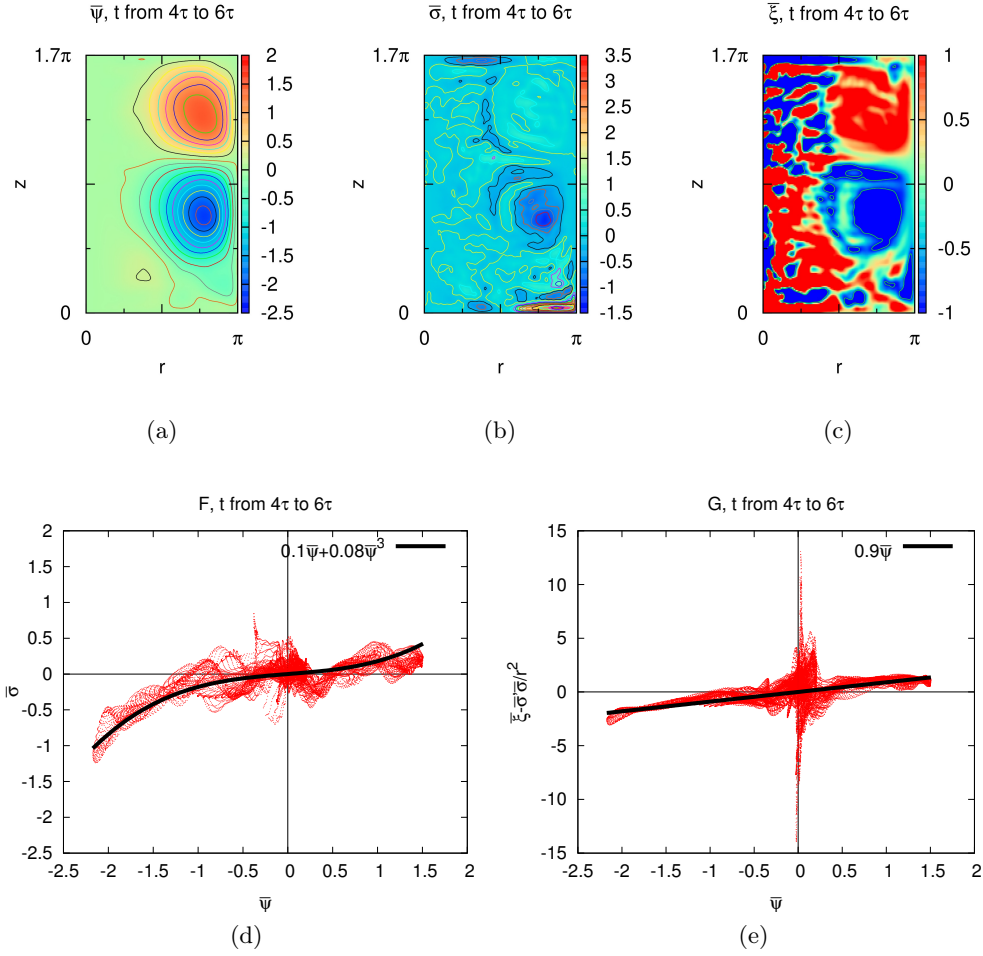 ψ̅, t from 4τ to 6τ
1.7π
z
0
0
π
r
2
1.5
1
0.5
0
-0.5
-1
-1.5
-2
-2.5
(a)
σ̅, t from 4τ to 6τ
1.7π
z
0
0
π
r
3.5
3
2.5
2
1.5
1
0.5
0
-0.5
-1
-1.5
(b)
ξ̅, t from 4τ to 6τ
1.7π
z
0
0
π
r
1
0.5
0
-0.5
-1
(c)
F, t from 4τ to 6τ
0.1ψ̅+0.08ψ̅³
2
1.5
1
0.5
0
-0.5
-1
-1.5
-2
-2.5
σ̅
-2.5 -2 -1.5 -1 -0.5 0 0.5 1 1.5 2
ψ̅
(d)
G, t from 4τ to 6τ
0.9ψ̅
15
10
5
0
-5
-10
-15
ξ̅-σ̅'σ̅/r²
-2.5 -2 -1.5 -1 -0.5 0 0.5 1 1.5 2
ψ̅
(e)